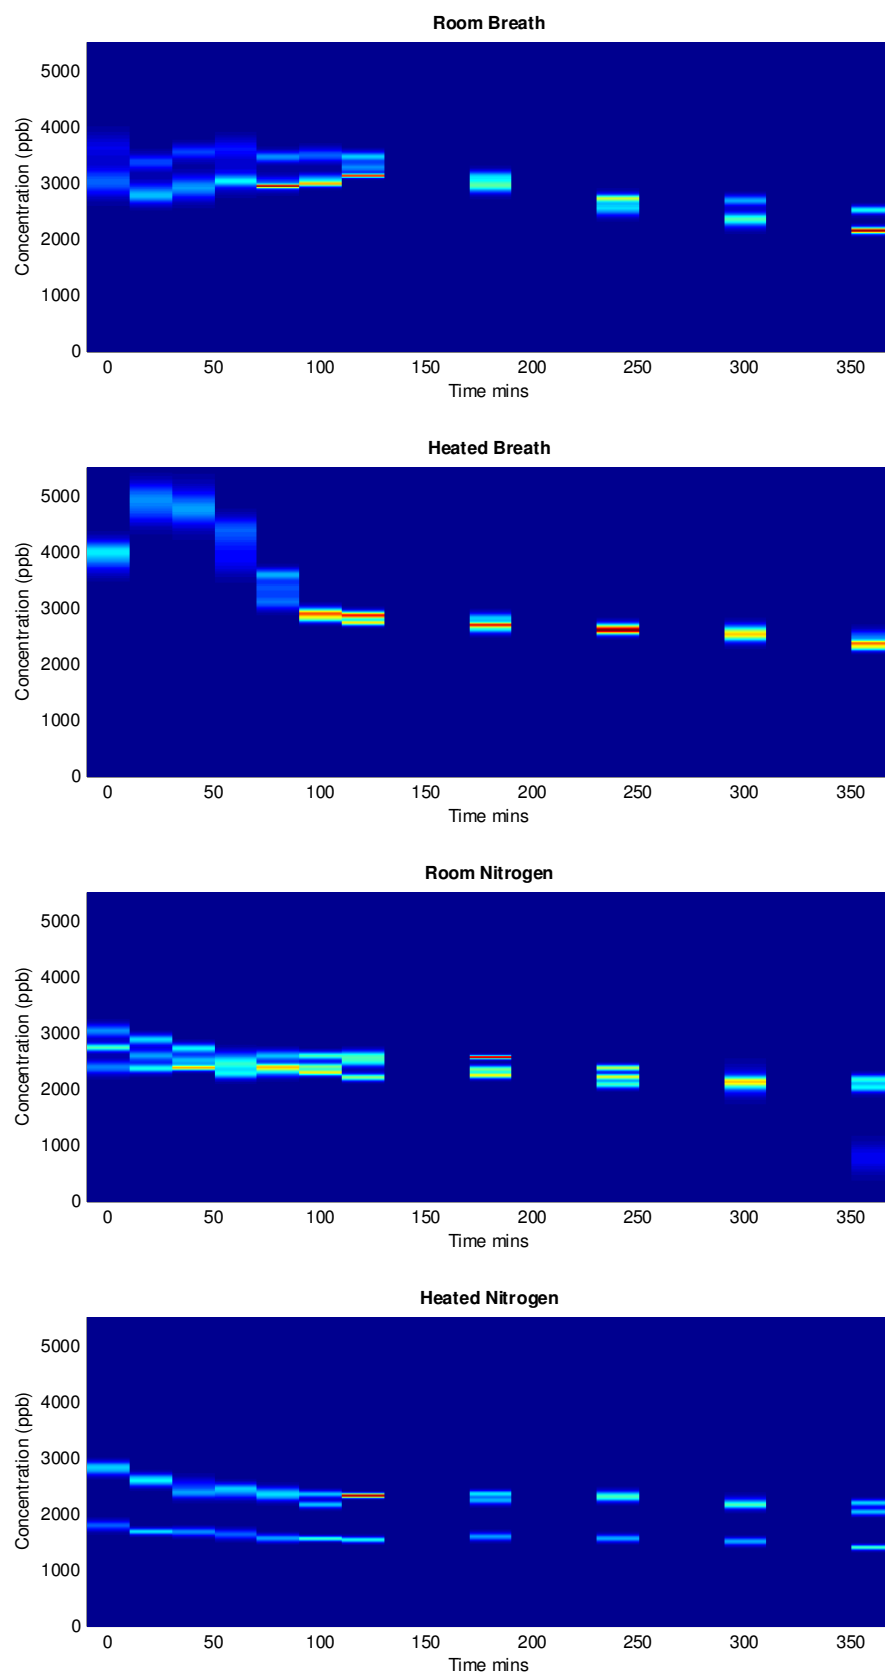 Room Breath
5000
4000
3000
2000
1000
0
Concentration (ppb)
0 50 100 150 200 250 300 350
Time mins
Heated Breath
5000
4000
3000
2000
1000
0
Concentration (ppb)
0 50 100 150 200 250 300 350
Time mins
Room Nitrogen
5000
4000
3000
2000
1000
0
Concentration (ppb)
0 50 100 150 200 250 300 350
Time mins
Heated Nitrogen
5000
4000
3000
2000
1000
0
Concentration (ppb)
0 50 100 150 200 250 300 350
Time mins